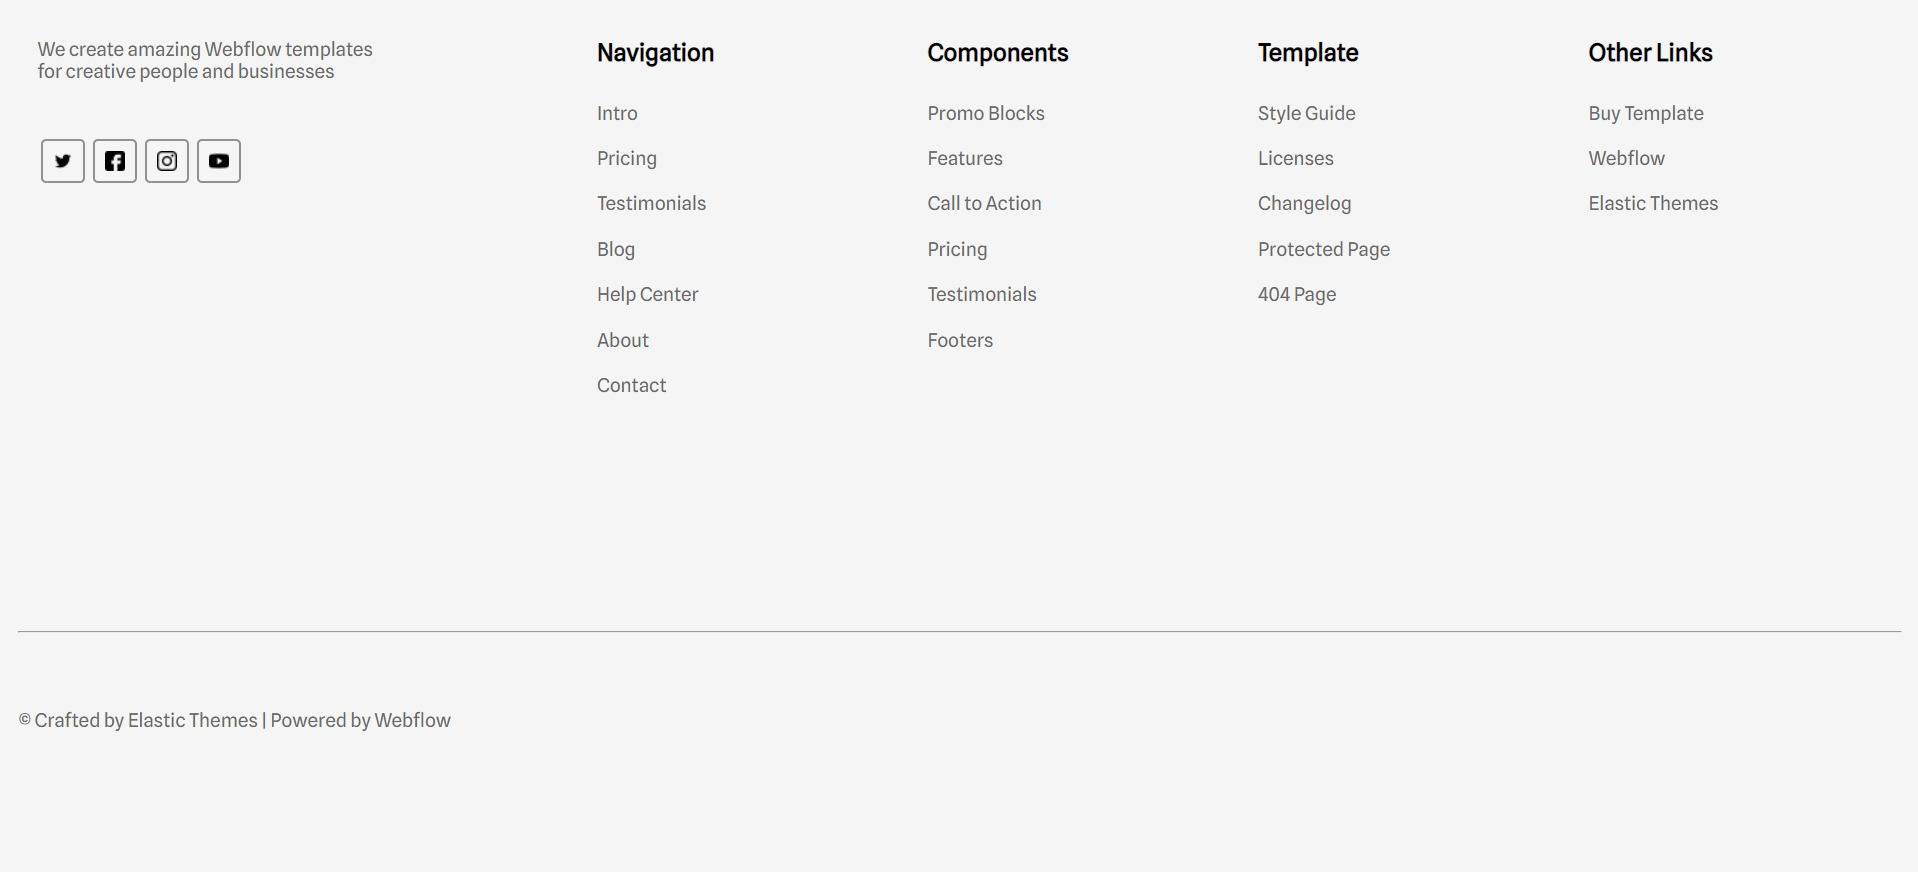 We create amazing Webflow templates
for creative people and businesses
Navigation
Intro
Pricing
Testimonials
Blog
Help Center
About
Contact
Components
Promo Blocks
Features
Call to Action
Pricing
Testimonials
Footers
Template
Style Guide
Licenses
Changelog
Protected Page
404 Page
Other Links
Buy Template
Webflow
Elastic Themes
© Crafted by Elastic Themes | Powered by Webflow